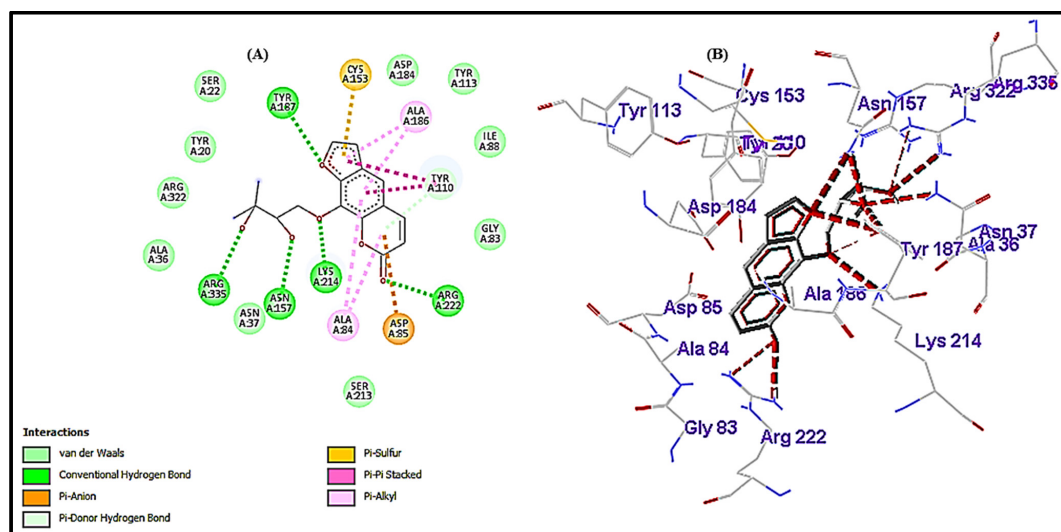 (A)
CYS
A:153
ASP
A:184
TYR
A:113
SER
A:22
TYR
A:187
ALA
A:186
TYR
A:20
ILE
A:88
TYR
A:110
ARG
A:322
GLY
A:83
ALA
A:36
ARG
A:335
ASN
A:157
LYS
A:214
ARG
A:222
ASN
A:37
ALA
A:84
ASP
A:85
SER
A:213
Interactions
van der Waals
Conventional Hydrogen Bond
Pi-Anion
Pi-Donor Hydrogen Bond
Pi-Sulfur
Pi-Pi Stacked
Pi-Alkyl
(B)
Tyr 113
Cys 153
Asn 157
Arg 322
Arg 335
Asp 184
Tyr 187
Asn 37
Ala 36
Ala 186
Asp 85
Ala 84
Lys 214
Gly 83
Arg 222